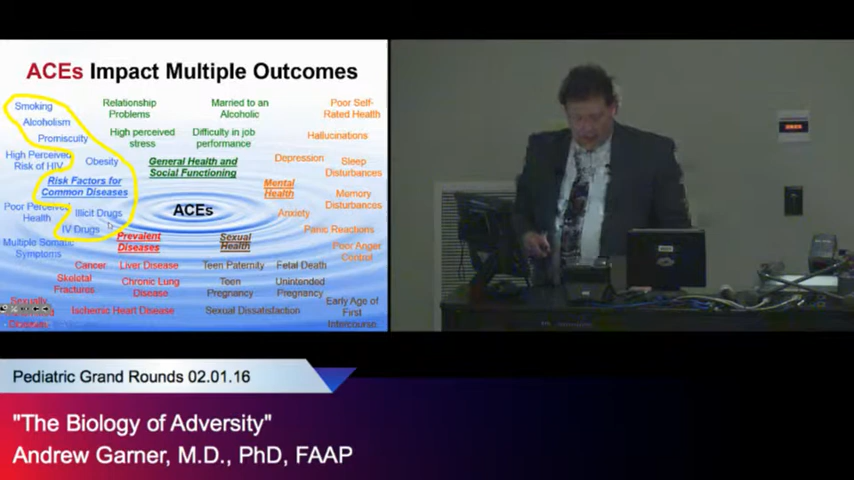 ACEs Impact Multiple Outcomes
Smoking
Alcoholism
Promiscuity
High Perceived
Risk of HIV
Obesity
Risk Factors for
Common Diseases
Poor Perceived
Health
Illicit Drugs
IV Drugs
Multiple Somatic
Symptoms
Relationship
Problems
Married to an
Alcoholic
High perceived
stress
Difficulty in job
performance
General Health and
Social Functioning
Poor Self-
Rated Health
Hallucinations
Depression
Sleep
Disturbances
Mental
Health
Memory
Disturbances
Anxiety
Panic Reactions
Poor Anger
Control
ACEs
Prevalent
Diseases
Cancer
Liver Disease
Skeletal
Fractures
Chronic Lung
Disease
Sexually
Ischemic Heart Disease
Sexual
Health
Teen Paternity
Fetal Death
Teen
Pregnancy
Unintended
Pregnancy
Sexual Dissatisfaction
Early Age of
First
Intercourse
Pediatric Grand Rounds 02.01.16
"The Biology of Adversity"
Andrew Garner, M.D., PhD, FAAP